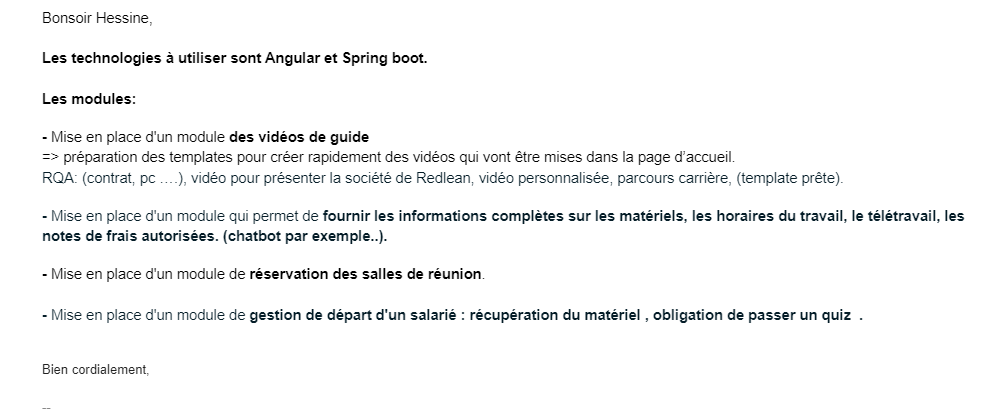 Bonsoir Hessine,
Les technologies à utiliser sont Angular et Spring boot.
Les modules:
- Mise en place d'un module des vidéos de guide
=> préparation des templates pour créer rapidement des vidéos qui vont être mises dans la page d’accueil.
RQA: (contrat, pc ….), vidéo pour présenter la société de Redlean, vidéo personnalisée, parcours carrière, (template prête).
- Mise en place d'un module qui permet de fournir les informations complètes sur les matériels, les horaires du travail, le télétravail, les
notes de frais autorisées. (chatbot par exemple..).
- Mise en place d'un module de réservation des salles de réunion.
- Mise en place d'un module de gestion de départ d'un salarié : récupération du matériel , obligation de passer un quiz .
Bien cordialement,
--